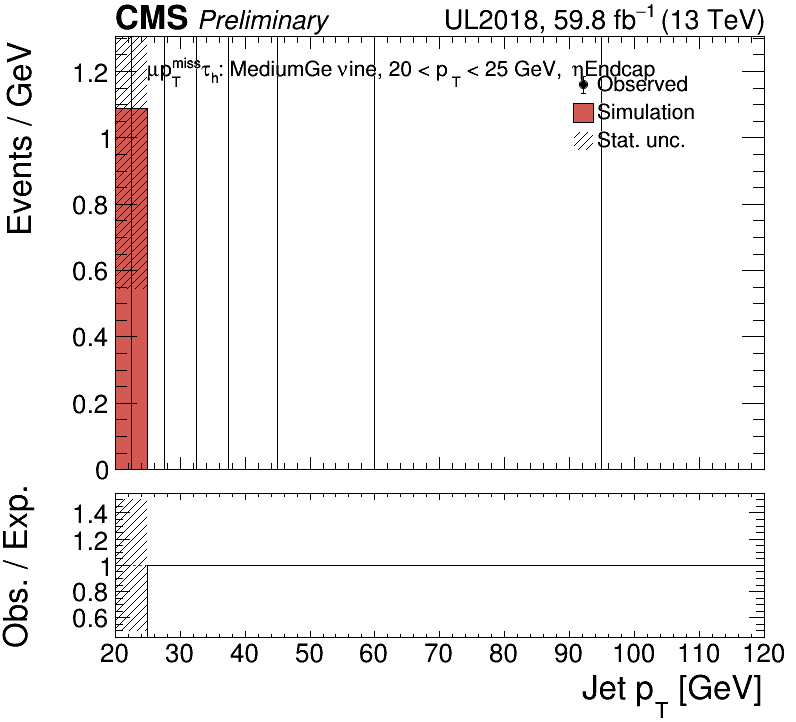 CMS Preliminary UL2018, 59.8 fb⁻¹ (13 TeV)
Events / GeV
μp_T^miss τ_h: MediumGe νine, 20 < p_T < 25 GeV, ηEndcap
Observed
Simulation
Stat. unc.
1.2
1
0.8
0.6
0.4
0.2
0
Obs. / Exp.
1.4
1.2
1
0.8
0.6
20 30 40 50 60 70 80 90 100 110 120
Jet p_T [GeV]